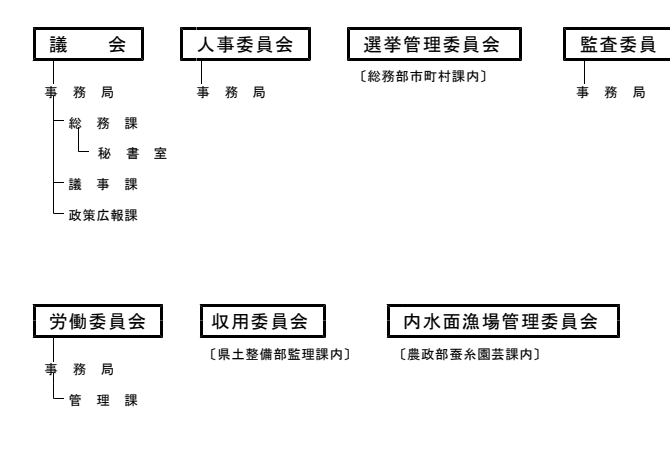 議　会
人事委員会
選挙管理委員会
監査委員
〔総務部市町村課内〕
事務局
事務局
事務局
総務課
秘書室
議事課
政策広報課
労働委員会
収用委員会
内水面漁場管理委員会
〔県土整備部監理課内〕
〔農政部蚕糸園芸課内〕
事務局
管理課